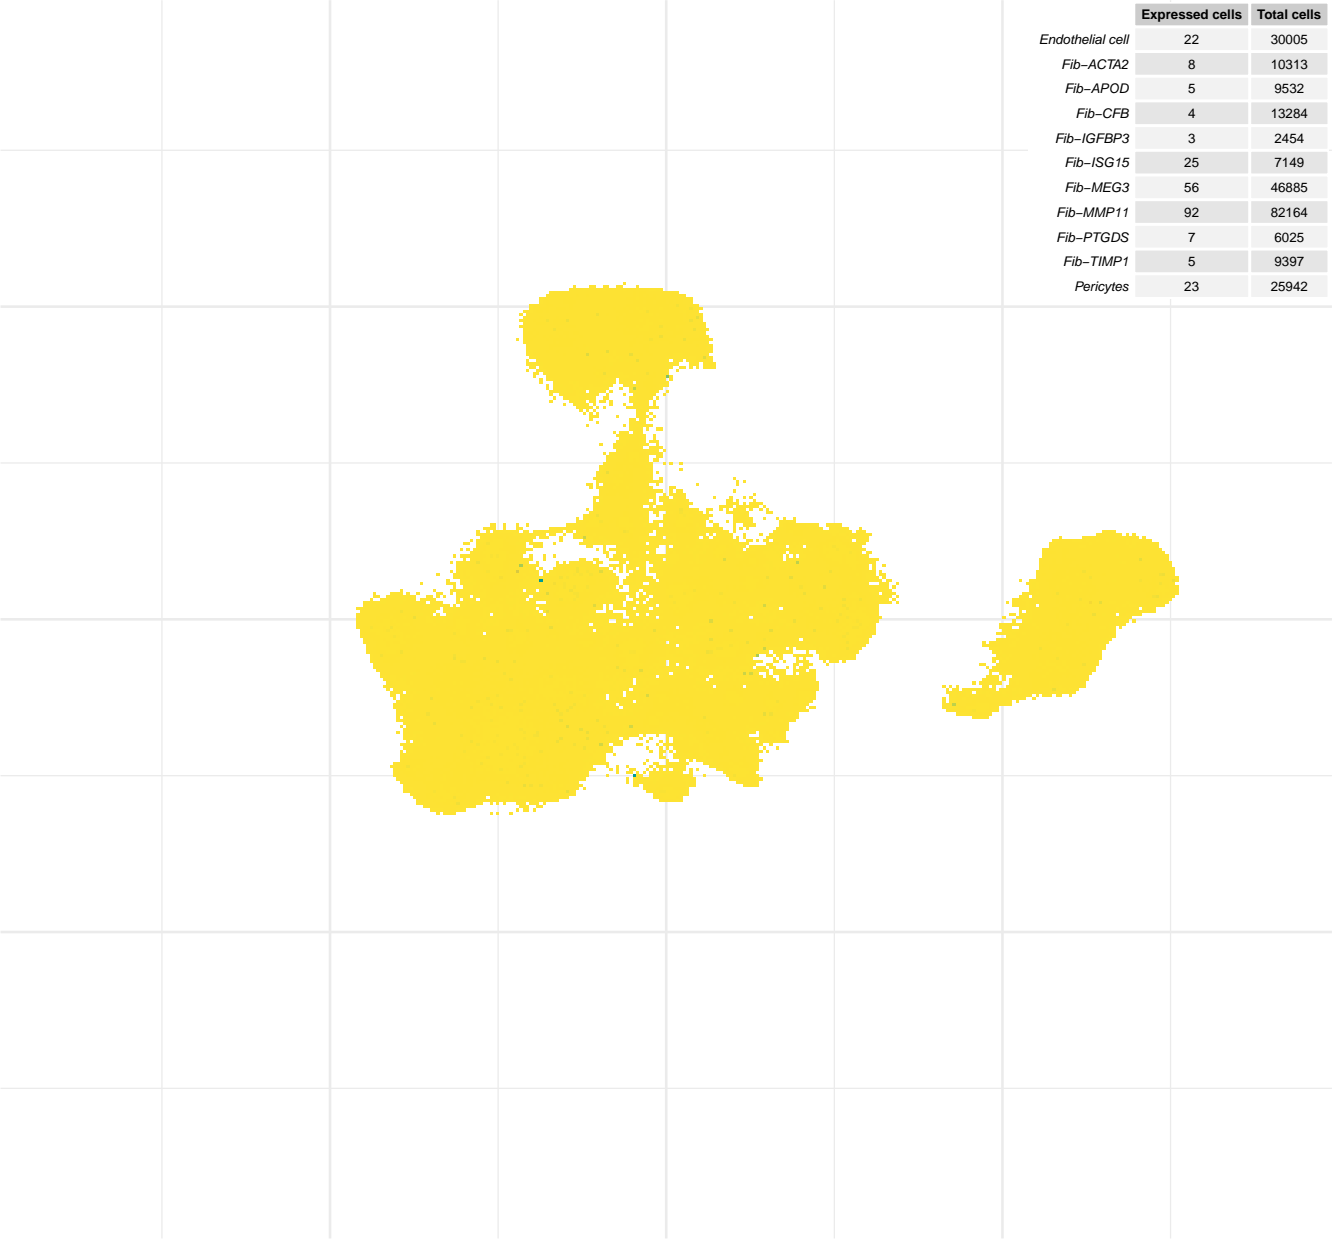 Expressed cells Total cells
Endothelial cell 22 30005
Fib−ACTA2 8 10313
Fib−APOD 5 9532
Fib−CFB 4 13284
Fib−IGFBP3 3 2454
Fib−ISG15 25 7149
Fib−MEG3 56 46885
Fib−MMP11 92 82164
Fib−PTGDS 7 6025
Fib−TIMP1 5 9397
Pericytes 23 25942